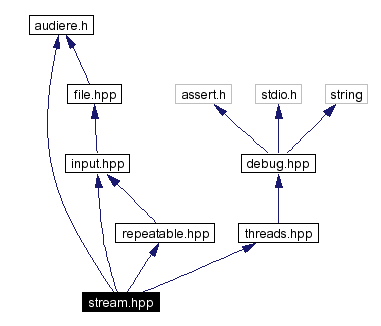 audiere.h
file.hpp
assert.h
stdio.h
string
input.hpp
debug.hpp
repeatable.hpp
threads.hpp
stream.hpp